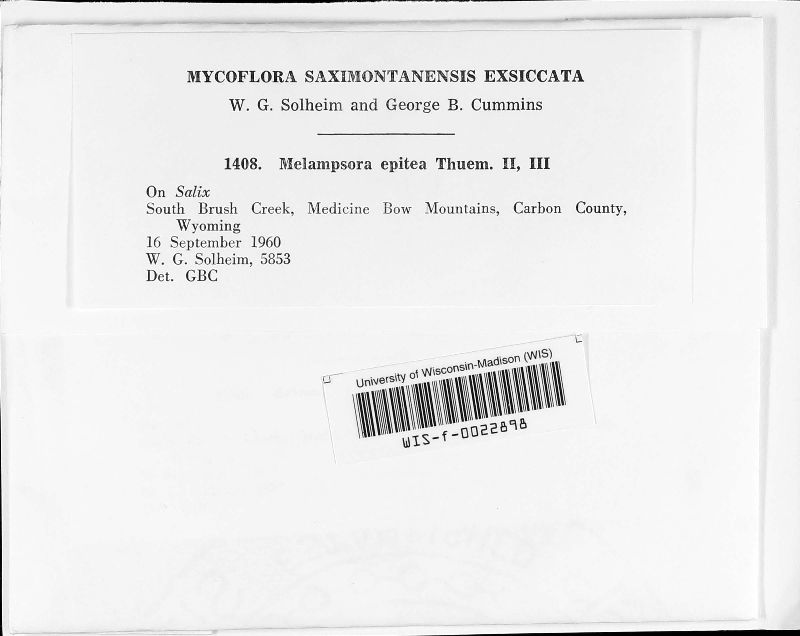 MYCOFLORA SAXIMONTANENSIS EXSICCATA
W. G. Solheim and George B. Cummins
1408. Melampsora epitea Thuem. II, III
On Salix
South Brush Creek, Medicine Bow Mountains, Carbon County,
Wyoming
16 September 1960
W. G. Solheim, 5853
Det. GBC
University of Wisconsin-Madison (WIS)
WIS-f-0022898